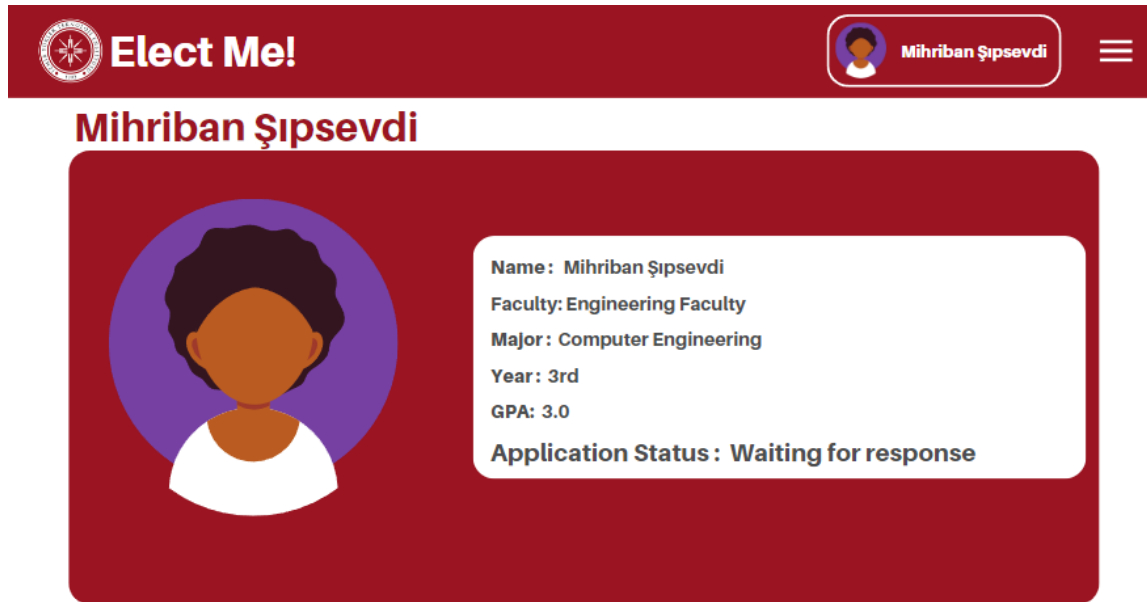 Elect Me!
Mihriban Şıpsevdi
Mihriban Şıpsevdi
Name : Mihriban Şıpsevdi
Faculty: Engineering Faculty
Major : Computer Engineering
Year : 3rd
GPA: 3.0
Application Status : Waiting for response